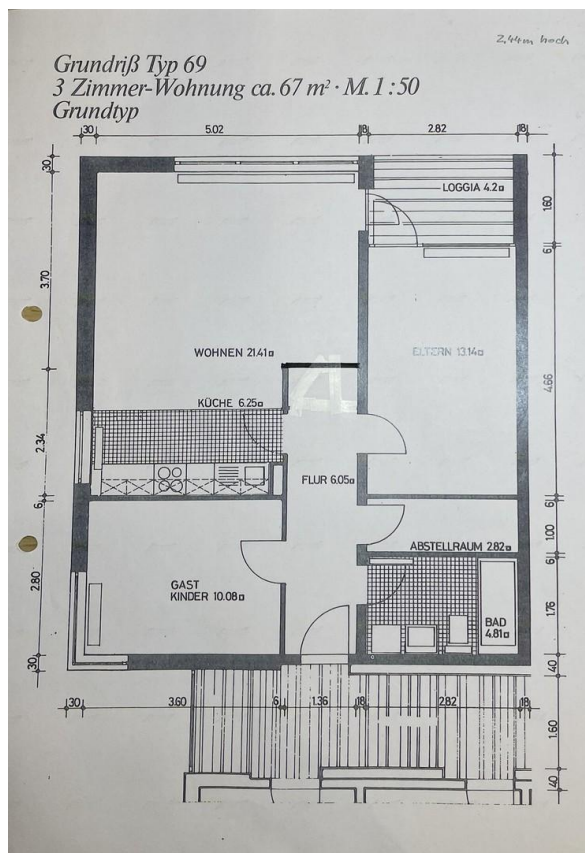 2,44m hoch
Grundriß Typ 69
3 Zimmer-Wohnung ca. 67 m² · M. 1:50
Grundtyp
30 5.02 18 2.82 18
30
LOGGIA 4.2□
1.60
6
3.70
WOHNEN 21.41□
ELTERN 13.14□
4.66
KÜCHE 6.25□
2.34
FLUR 6.05□
6
6
1.00
ABSTELLRAUM 2.82□
6
2.80
GAST
KINDER 10.08□
1.76
BAD
4.81□
30
40
30 3.60 6 1.36 18 2.82 18
1.60
40